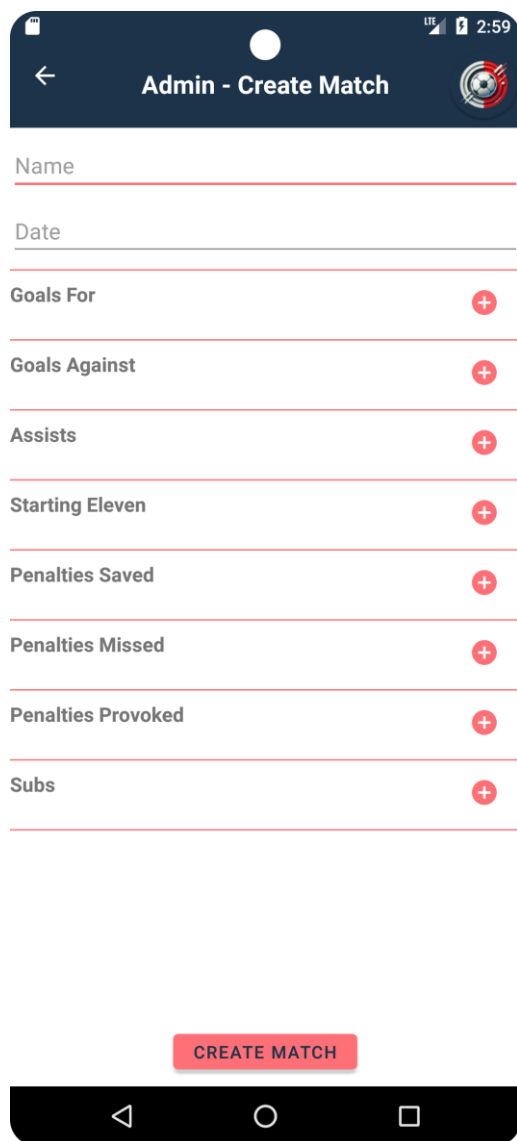 LTE 2:59
Admin - Create Match
Name
Date
Goals For
Goals Against
Assists
Starting Eleven
Penalties Saved
Penalties Missed
Penalties Provoked
Subs
CREATE MATCH